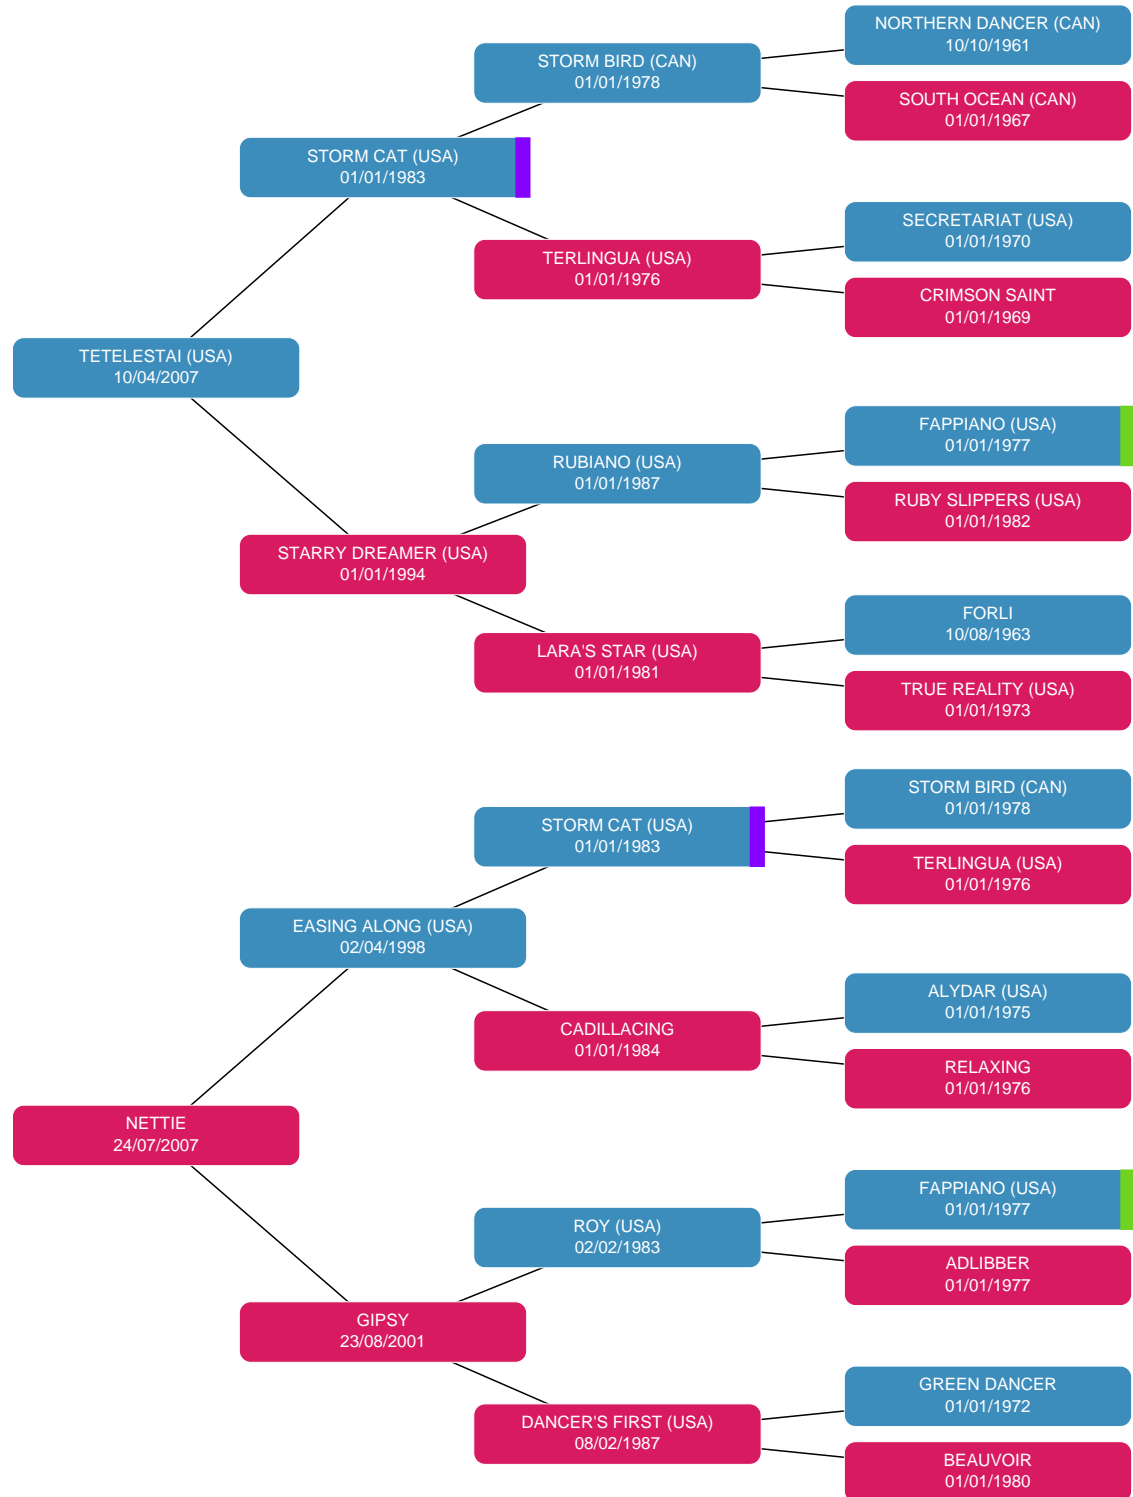 NORTHERN DANCER (CAN)
10/10/1961
STORM BIRD (CAN)
01/01/1978
SOUTH OCEAN (CAN)
01/01/1967
STORM CAT (USA)
01/01/1983
SECRETARIAT (USA)
01/01/1970
TERLINGUA (USA)
01/01/1976
CRIMSON SAINT
01/01/1969
TETELESTAI (USA)
10/04/2007
FAPPIANO (USA)
01/01/1977
RUBIANO (USA)
01/01/1987
RUBY SLIPPERS (USA)
01/01/1982
STARRY DREAMER (USA)
01/01/1994
FORLI
10/08/1963
LARA'S STAR (USA)
01/01/1981
TRUE REALITY (USA)
01/01/1973
STORM BIRD (CAN)
01/01/1978
STORM CAT (USA)
01/01/1983
TERLINGUA (USA)
01/01/1976
EASING ALONG (USA)
02/04/1998
ALYDAR (USA)
01/01/1975
CADILLACING
01/01/1984
RELAXING
01/01/1976
NETTIE
24/07/2007
FAPPIANO (USA)
01/01/1977
ROY (USA)
02/02/1983
ADLIBBER
01/01/1977
GIPSY
23/08/2001
GREEN DANCER
01/01/1972
DANCER'S FIRST (USA)
08/02/1987
BEAUVOIR
01/01/1980